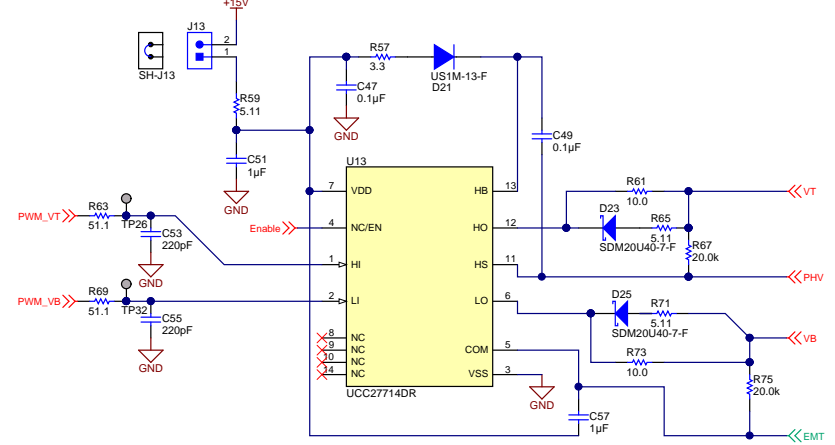 +15V
J13
2
1
SH-J13
R57
3.3
US1M-13-F
D21
C47
0.1µF
GND
R59
5.11
C49
0.1µF
C51
1µF
GND
U13
7 VDD HB 13
4 NC/EN HO 12
1 HI HS 11
2 LI LO 6
8 NC
9 NC COM 5
10 NC
14 NC VSS 3
UCC27714DR
Enable
PWM_VT
R63
51.1
TP26
C53
220pF
GND
PWM_VB
R69
51.1
TP32
C55
220pF
GND
R61
10.0
VT
D23
R65
5.11
SDM20U40-7-F
R67
20.0k
PHV
D25
R71
5.11
SDM20U40-7-F
VB
R73
10.0
R75
20.0k
GND
C57
1µF
EMT